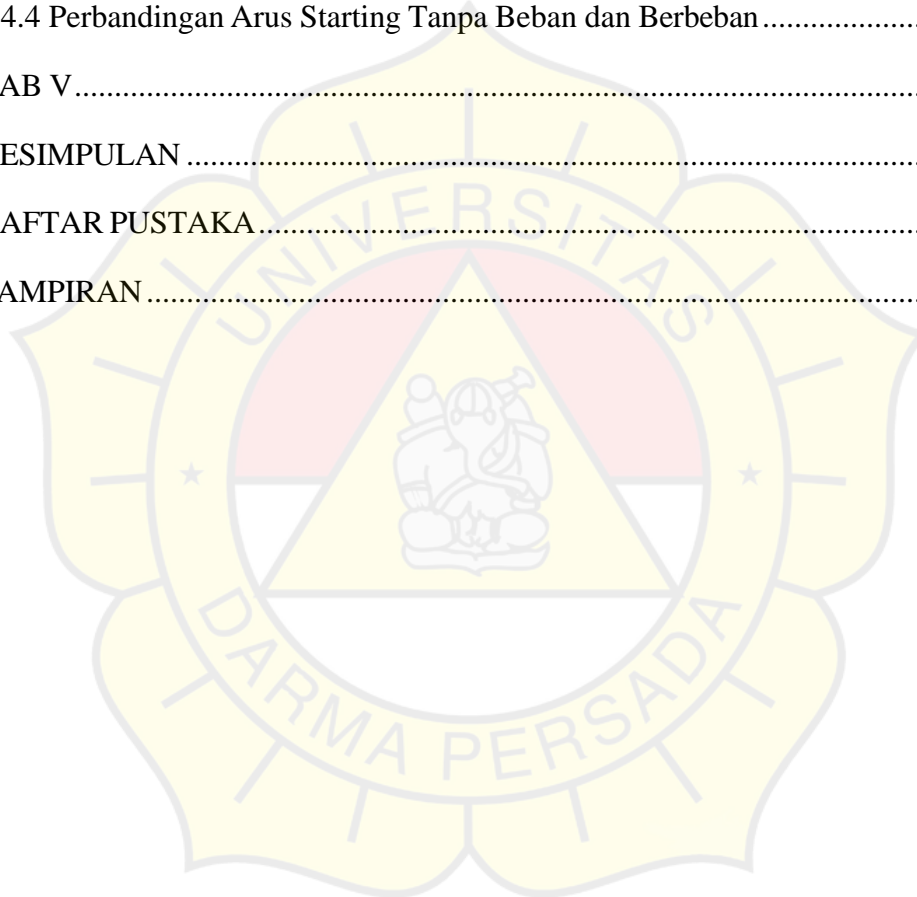 4.4 Perbandingan Arus Starting Tanpa Beban dan Berbeban....................
AB V..........................................................................................................
ESIMPULAN............................................................................................
AFTAR PUSTAKA...................................................................................
AMPIRAN.................................................................................................
UNIVERSITAS
DARMA PERSADA